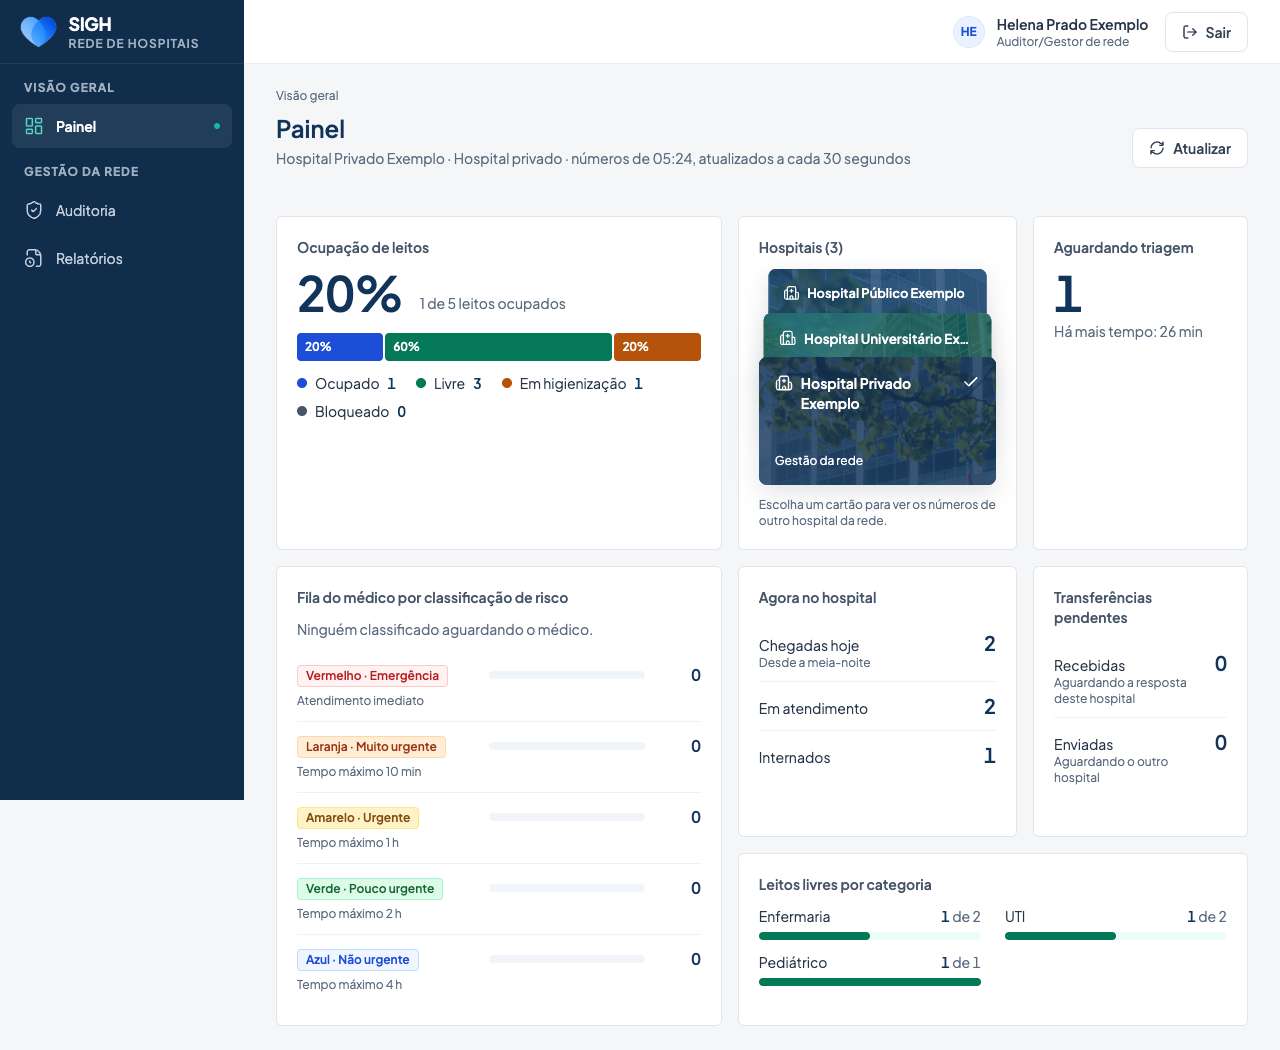 SIGH
REDE DE HOSPITAIS
HE
Helena Prado Exemplo
Auditor/Gestor de rede
Sair
VISÃO GERAL
Painel
GESTÃO DA REDE
Auditoria
Relatórios
Visão geral
Painel
Hospital Privado Exemplo · Hospital privado · números de 05:24, atualizados a cada 30 segundos
Atualizar
Ocupação de leitos
20%
1 de 5 leitos ocupados
20%
60%
20%
Ocupado 1
Livre 3
Em higienização 1
Bloqueado 0
Hospitais (3)
Hospital Público Exemplo
Hospital Universitário Ex...
Hospital Privado
Exemplo
Gestão da rede
Escolha um cartão para ver os números de
outro hospital da rede.
Aguardando triagem
1
Há mais tempo: 26 min
Fila do médico por classificação de risco
Ninguém classificado aguardando o médico.
Vermelho · Emergência
0
Atendimento imediato
Laranja · Muito urgente
0
Tempo máximo 10 min
Amarelo · Urgente
0
Tempo máximo 1 h
Verde · Pouco urgente
0
Tempo máximo 2 h
Azul · Não urgente
0
Tempo máximo 4 h
Agora no hospital
Chegadas hoje
2
Desde a meia-noite
Em atendimento
2
Internados
1
Transferências
pendentes
Recebidas
0
Aguardando a resposta
deste hospital
Enviadas
0
Aguardando o outro
hospital
Leitos livres por categoria
Enfermaria
1 de 2
UTI
1 de 2
Pediátrico
1 de 1